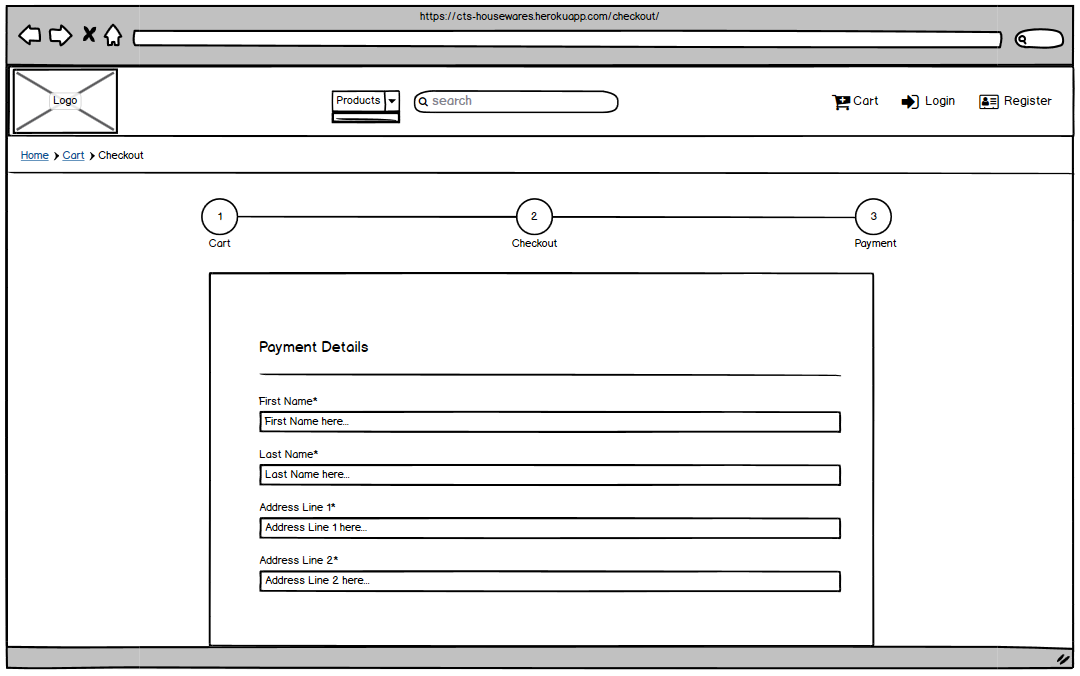 https://cts-housewares.herokuapp.com/checkout/
Logo
Products
search
Cart
Login
Register
Home
Cart
Checkout
1
2
3
Cart
Checkout
Payment
Payment Details
First Name*
First Name here...
Last Name*
Last Name here...
Address Line 1*
Address Line 1 here...
Address Line 2*
Address Line 2 here...